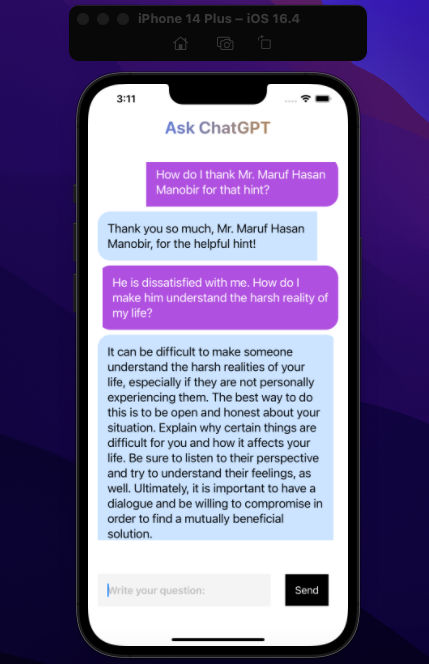 iPhone 14 Plus – iOS 16.4
3:11
Ask ChatGPT
How do I thank Mr. Maruf Hasan
Manobir for that hint?
Thank you so much, Mr. Maruf Hasan
Manobir, for the helpful hint!
He is dissatisfied with me. How do I
make him understand the harsh reality of
my life?
It can be difficult to make someone
understand the harsh realities of your
life, especially if they are not personally
experiencing them. The best way to do
this is to be open and honest about your
situation. Explain why certain things are
difficult for you and how it affects your
life. Be sure to listen to their perspective
and try to understand their feelings, as
well. Ultimately, it is important to have a
dialogue and be willing to compromise in
order to find a mutually beneficial
solution.
Write your question:
Send